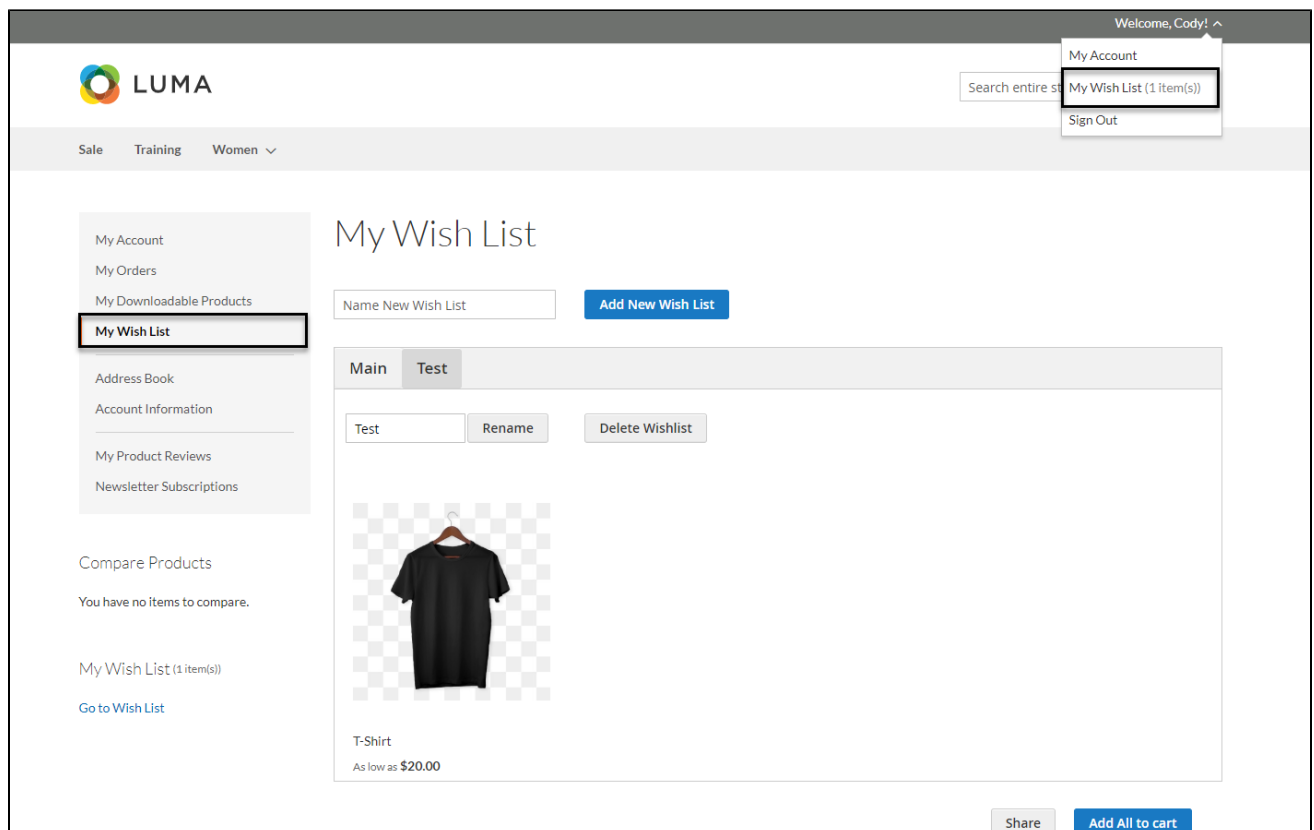 Welcome, Cody!
My Account
LUMA
Search entire st
My Wish List (1 item(s))
Sign Out
Sale Training Women
My Account
My Orders
My Downloadable Products
My Wish List
Address Book
Account Information
My Product Reviews
Newsletter Subscriptions
Compare Products
You have no items to compare.
My Wish List (1 item(s))
Go to Wish List
My Wish List
Name New Wish List Add New Wish List
Main Test
Test Rename Delete Wishlist
T-Shirt
As low as $20.00
Share Add All to cart